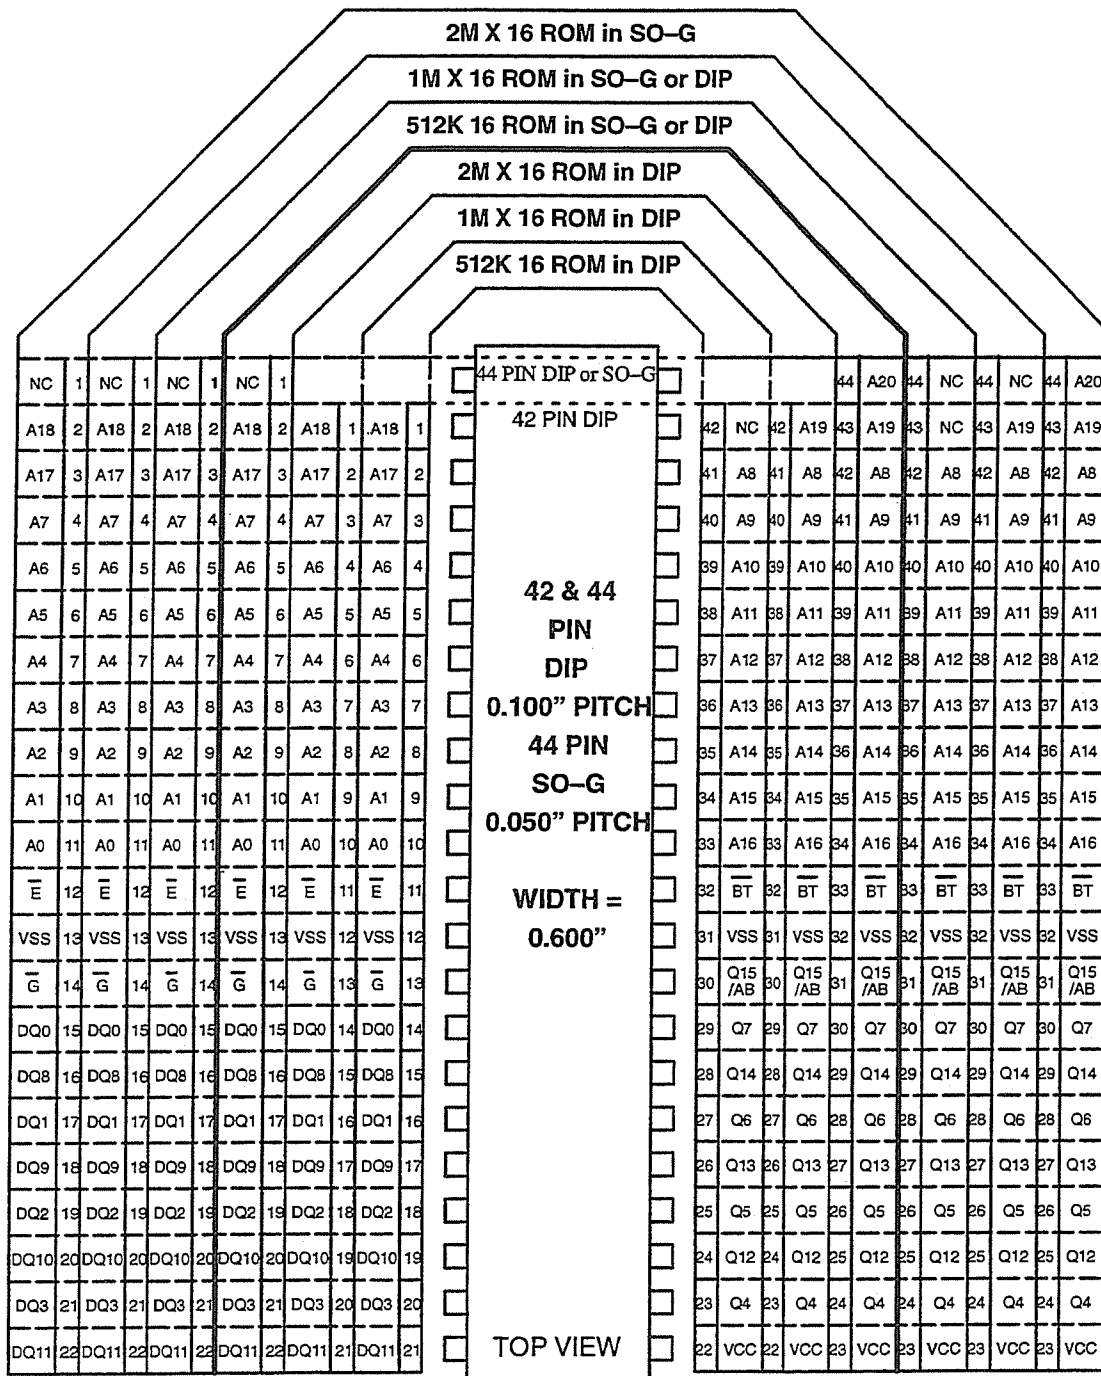 2M X 16 ROM in SO–G
1M X 16 ROM in SO–G or DIP
512K 16 ROM in SO–G or DIP
2M X 16 ROM in DIP
1M X 16 ROM in DIP
512K 16 ROM in DIP
NC 1 NC 1 NC 1 NC 1 44 PIN DIP or SO–G 44 A20 44 NC 44 NC 44 A20
A18 2 A18 2 A18 2 A18 2 A18 1 .A18 1 42 PIN DIP 42 NC 42 A19 43 A19 43 NC 43 A19 43 A19
A17 3 A17 3 A17 3 A17 3 A17 2 A17 2 41 A8 41 A8 42 A8 42 A8 42 A8 42 A8
A7 4 A7 4 A7 4 A7 4 A7 3 A7 3 40 A9 40 A9 41 A9 41 A9 41 A9 41 A9
A6 5 A6 5 A6 5 A6 5 A6 4 A6 4 42 & 44 39 A10 39 A10 40 A10 40 A10 40 A10 40 A10
A5 6 A5 6 A5 6 A5 6 A5 5 A5 5 PIN 38 A11 38 A11 39 A11 39 A11 39 A11 39 A11
A4 7 A4 7 A4 7 A4 7 A4 6 A4 6 DIP 37 A12 37 A12 38 A12 38 A12 38 A12 38 A12
A3 8 A3 8 A3 8 A3 8 A3 7 A3 7 0.100” PITCH 36 A13 36 A13 37 A13 37 A13 37 A13 37 A13
A2 9 A2 9 A2 9 A2 9 A2 8 A2 8 44 PIN 35 A14 35 A14 36 A14 36 A14 36 A14 36 A14
A1 10 A1 10 A1 10 A1 10 A1 9 A1 9 SO–G 34 A15 34 A15 35 A15 35 A15 35 A15 35 A15
A0 11 A0 11 A0 11 A0 11 A0 10 A0 10 0.050” PITCH 33 A16 33 A16 34 A16 34 A16 34 A16 34 A16
E̅ 12 E̅ 12 E̅ 12 E̅ 12 E̅ 11 E̅ 11 WIDTH = 32 B̅T̅ 32 B̅T̅ 33 B̅T̅ 33 B̅T̅ 33 B̅T̅ 33 B̅T̅
VSS 13 VSS 13 VSS 13 VSS 13 VSS 12 VSS 12 0.600” 31 VSS 31 VSS 32 VSS 32 VSS 32 VSS 32 VSS
G̅ 14 G̅ 14 G̅ 14 G̅ 14 G̅ 13 G̅ 13 30 Q15 /AB 30 Q15 /AB 31 Q15 /AB 31 Q15 /AB 31 Q15 /AB 31 Q15 /AB
DQ0 15 DQ0 15 DQ0 15 DQ0 15 DQ0 14 DQ0 14 29 Q7 29 Q7 30 Q7 30 Q7 30 Q7 30 Q7
DQ8 16 DQ8 16 DQ8 16 DQ8 16 DQ8 15 DQ8 15 28 Q14 28 Q14 29 Q14 29 Q14 29 Q14 29 Q14
DQ1 17 DQ1 17 DQ1 17 DQ1 17 DQ1 16 DQ1 16 27 Q6 27 Q6 28 Q6 28 Q6 28 Q6 28 Q6
DQ9 18 DQ9 18 DQ9 18 DQ9 18 DQ9 17 DQ9 17 26 Q13 26 Q13 27 Q13 27 Q13 27 Q13 27 Q13
DQ2 19 DQ2 19 DQ2 19 DQ2 19 DQ2 18 DQ2 18 25 Q5 25 Q5 26 Q5 26 Q5 26 Q5 26 Q5
DQ10 20 DQ10 20 DQ10 20 DQ10 20 DQ10 19 DQ10 19 24 Q12 24 Q12 25 Q12 25 Q12 25 Q12 25 Q12
DQ3 21 DQ3 21 DQ3 21 DQ3 21 DQ3 20 DQ3 20 23 Q4 23 Q4 24 Q4 24 Q4 24 Q4 24 Q4
DQ11 22 DQ11 22 DQ11 22 DQ11 22 DQ11 21 DQ11 21 TOP VIEW 22 VCC 22 VCC 23 VCC 23 VCC 23 VCC 23 VCC